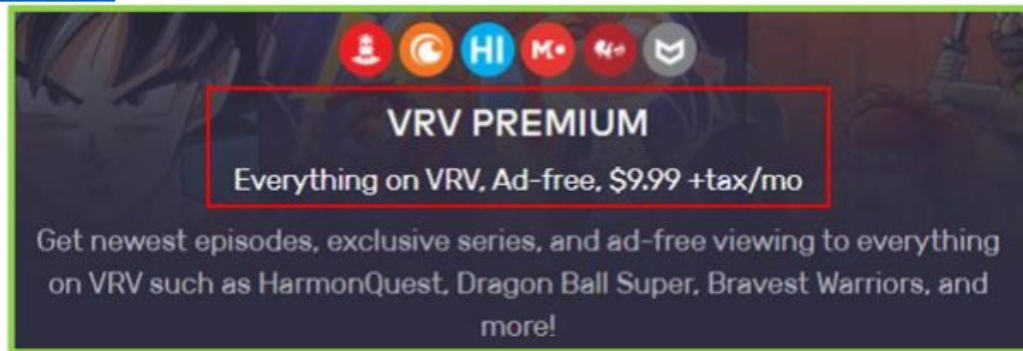 HI
VRV PREMIUM
Everything on VRV, Ad-free, $9.99 +tax/mo
Get newest episodes, exclusive series, and ad-free viewing to everything
on VRV such as HarmonQuest, Dragon Ball Super, Bravest Warriors, and
more!